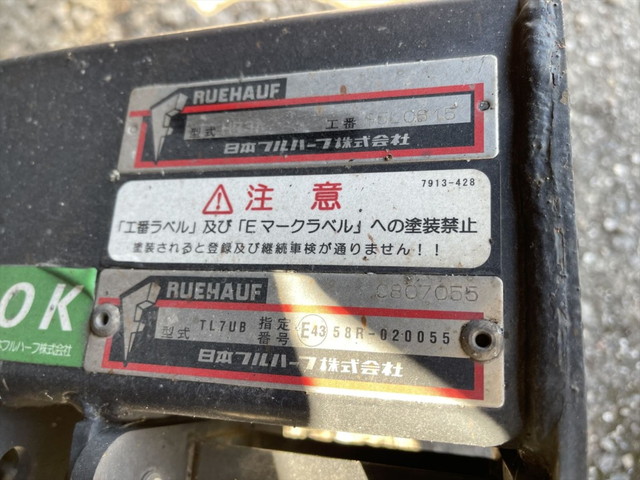 RUEHAUF
型式
工番
日本フルハーフ株式会社
7913-428
注意
「工番ラベル」及び「Eマークラベル」への塗装禁止
塗装されると登録及び継続車検が通りません!!
OK
フルハーフ株式会社
RUEHAUF
0807055
型式 TL7UB 指定番号 E43 58R-020055
日本フルハーフ株式会社